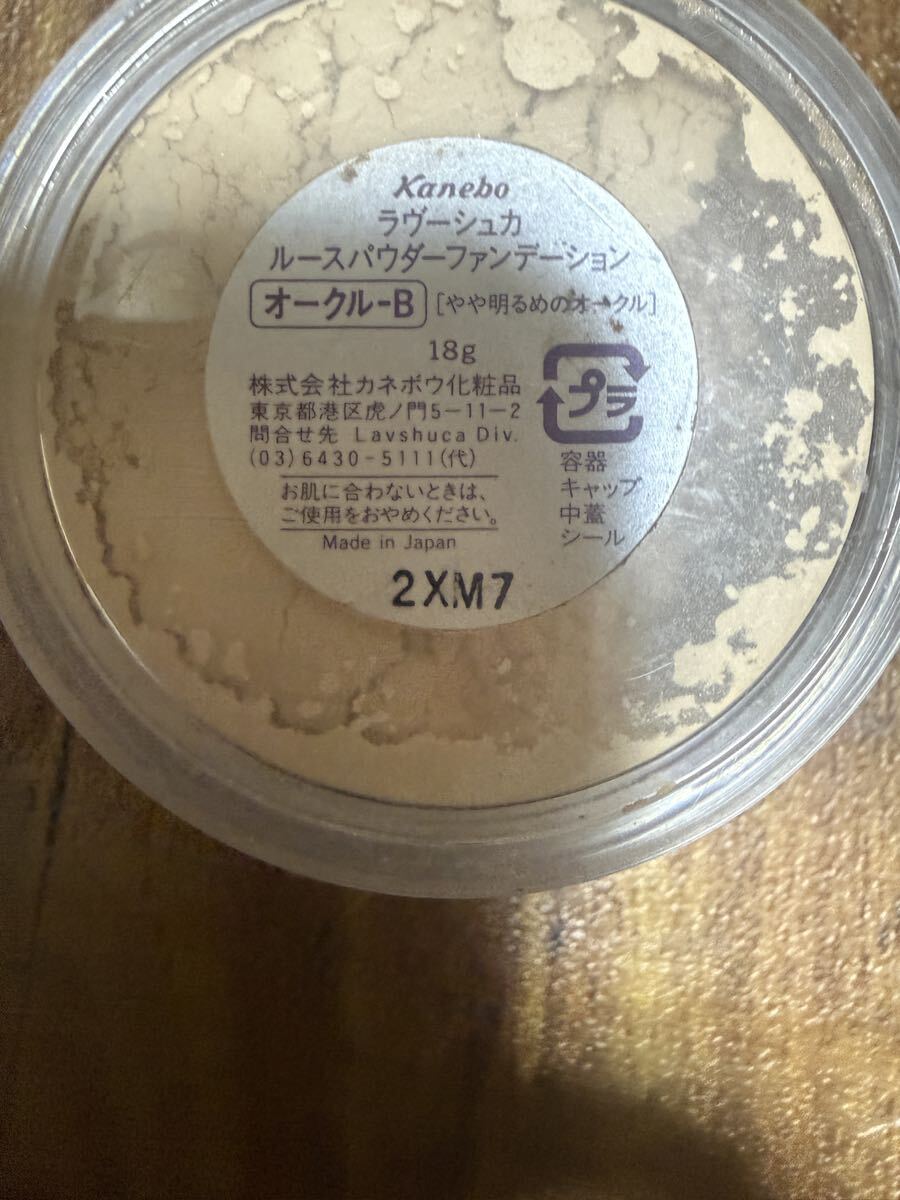 Kanebo
ラヴーシュカ
ルースパウダーファンデーション
オークル-B [やや明るめのオークル]
18g
株式会社カネボウ化粧品
東京都港区虎ノ門5-11-2
問合せ先 Lavshuca Div.
(03)6430-5111(代)
お肌に合わないときは、
ご使用をおやめください。
Made in Japan
プラ
容器
キャップ
中蓋
シール
2XM7